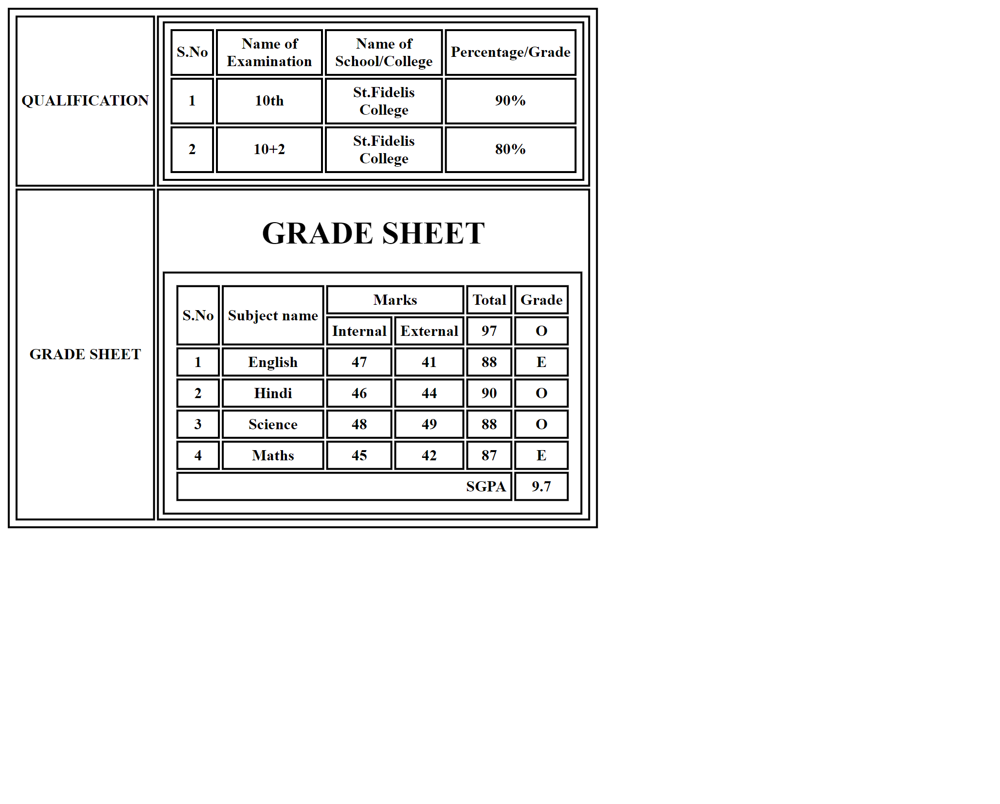 QUALIFICATION
S.No
Name of
Examination
Name of
School/College
Percentage/Grade
1
10th
St.Fidelis
College
90%
2
10+2
St.Fidelis
College
80%
GRADE SHEET
GRADE SHEET
S.No
Subject name
Marks
Total
Grade
Internal
External
97
O
1
English
47
41
88
E
2
Hindi
46
44
90
O
3
Science
48
49
88
O
4
Maths
45
42
87
E
SGPA
9.7